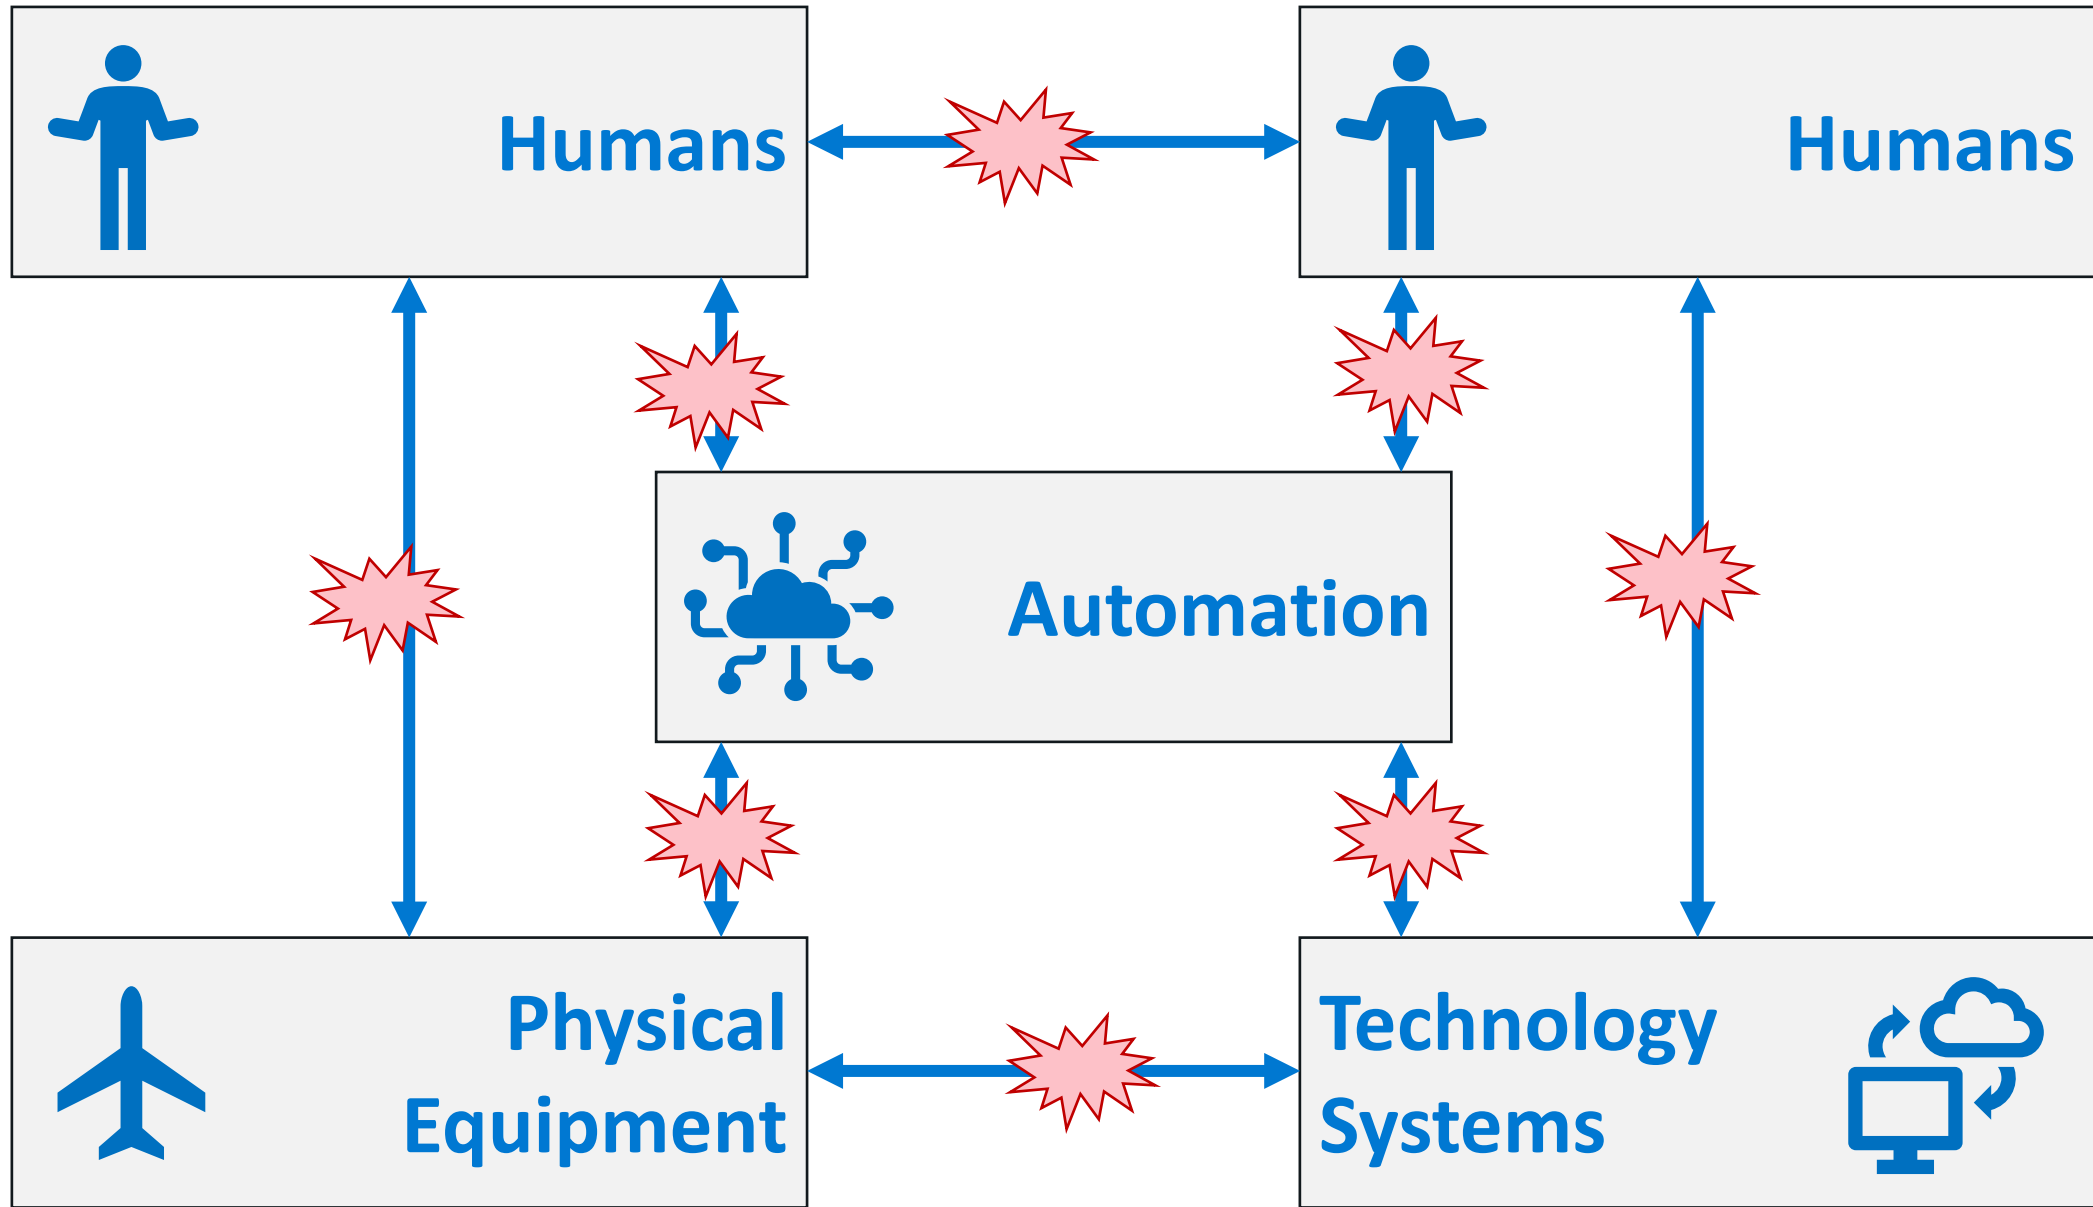 Humans
Humans
Automation
Physical
Equipment
Technology
Systems